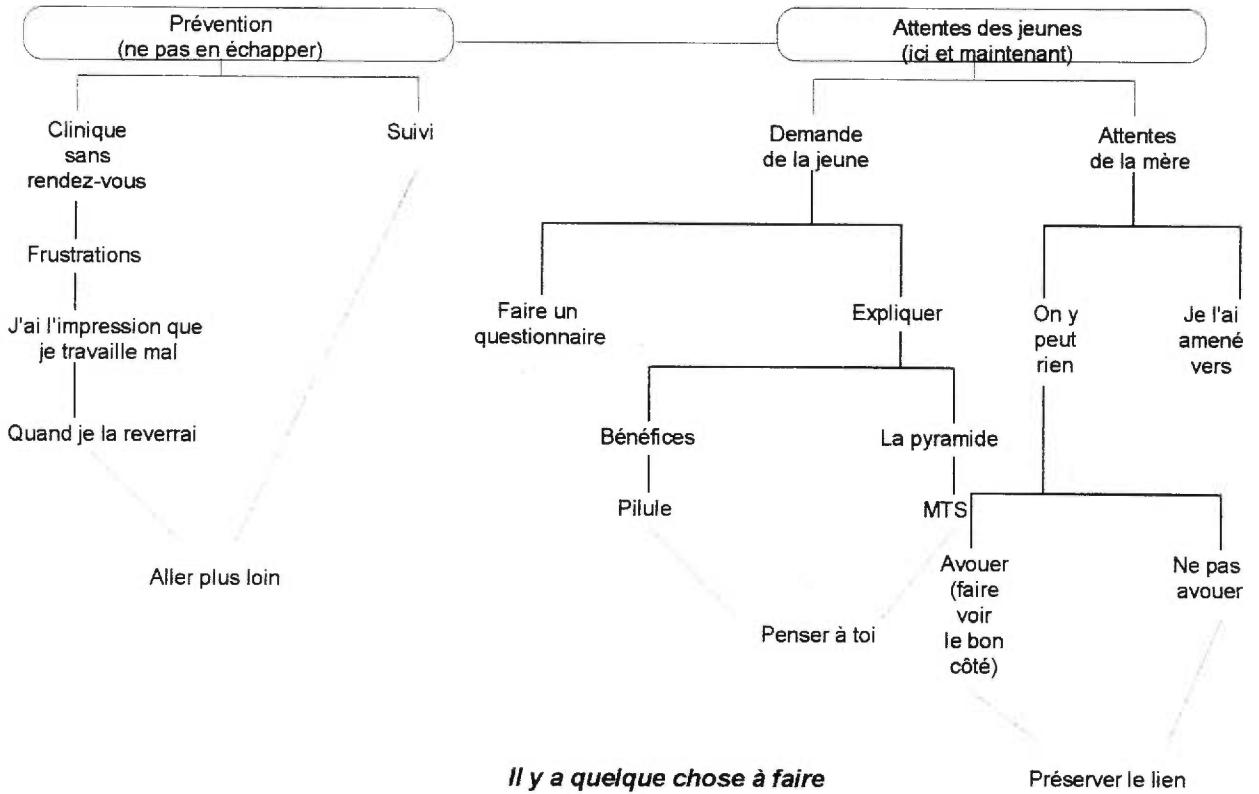 Prévention
(ne pas en échapper)
Attentes des jeunes
(ici et maintenant)
Clinique
sans
rendez-vous
Suivi
Demande
de la jeune
Attentes
de la mère
Frustrations
J'ai l'impression que
je travaille mal
Quand je la reverrai
Aller plus loin
Faire un
questionnaire
Expliquer
On y
peut
rien
Je l'ai
amené
vers
Bénéfices
La pyramide
Pilule
MTS
Penser à toi
Avouer
(faire
voir
le bon
côté)
Ne pas
avouer
Il y a quelque chose à faire
Préserver le lien